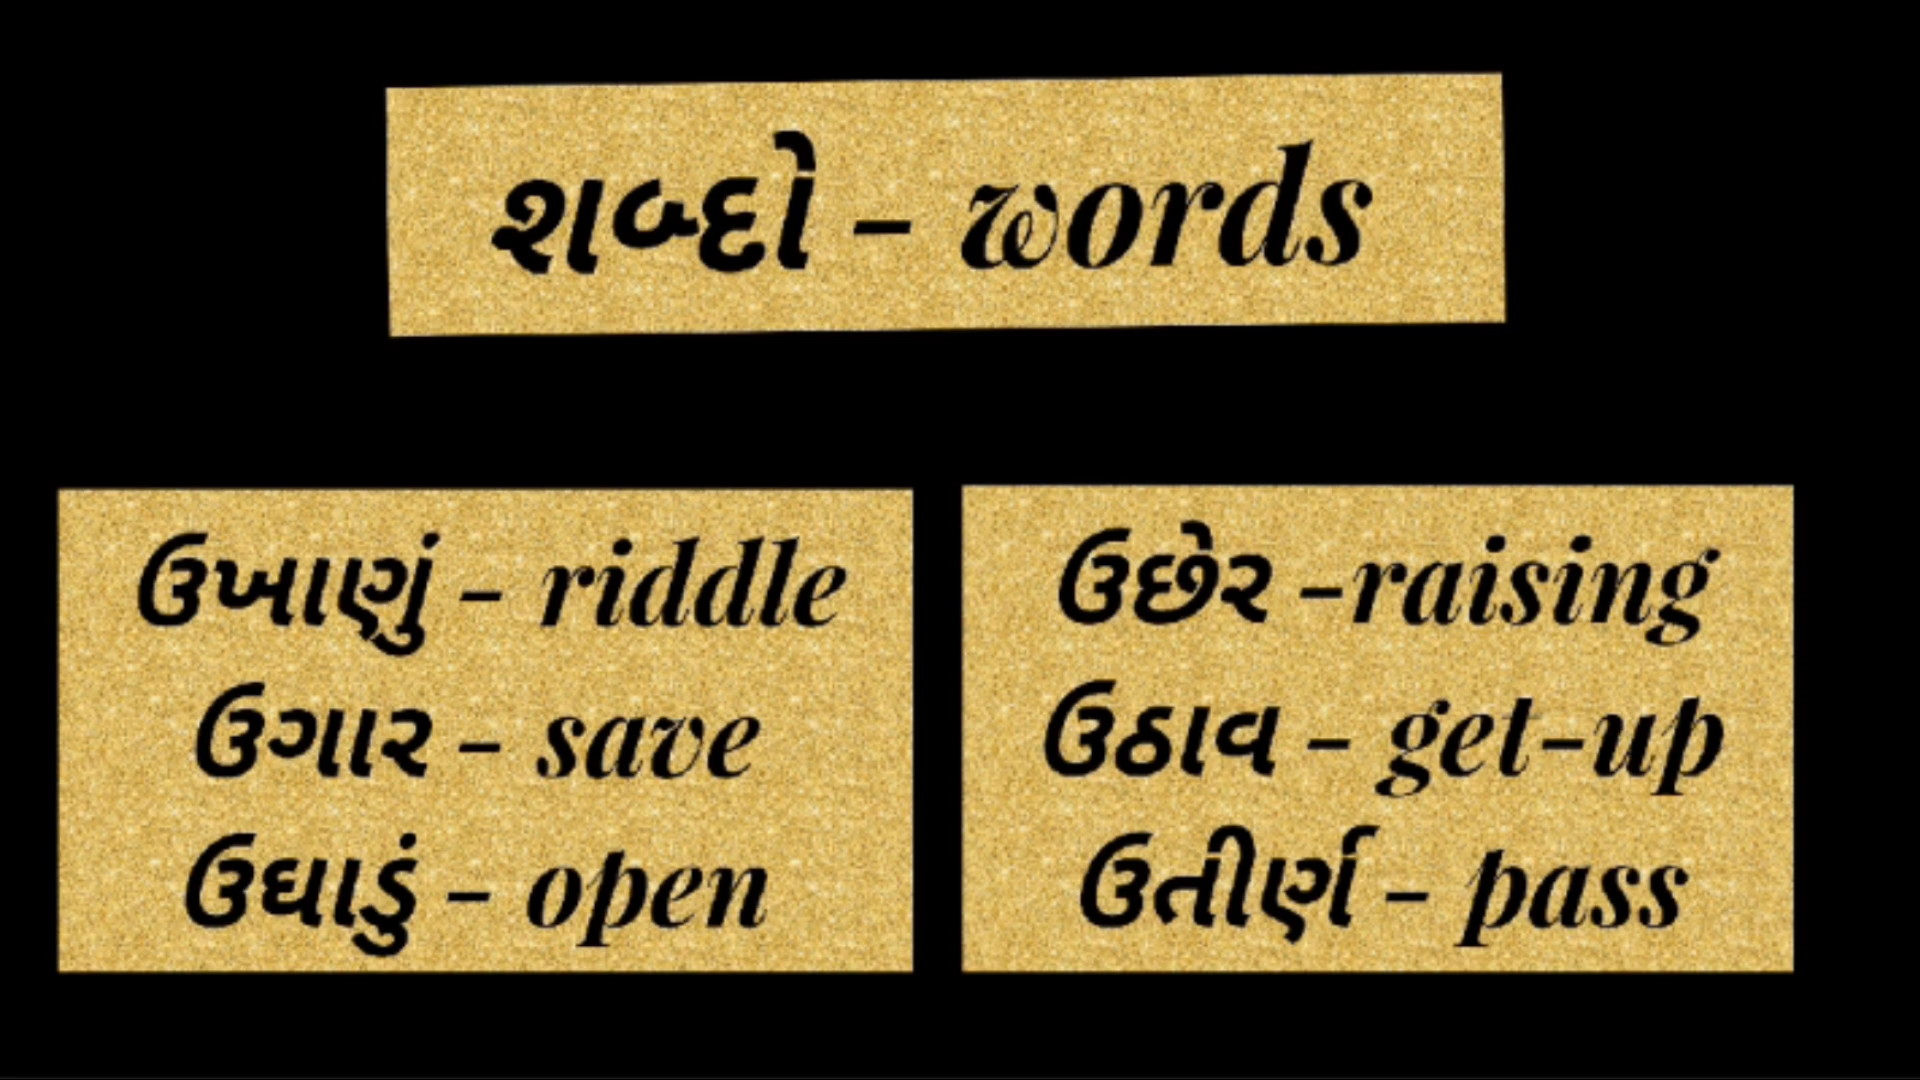 શબ્દો - words
ઉખાણું - riddle
ઉગાર - save
ઉઘાડું - open
ઉછેર -raising
ઉઠાવ - get-up
ઉતીર્ણ - pass